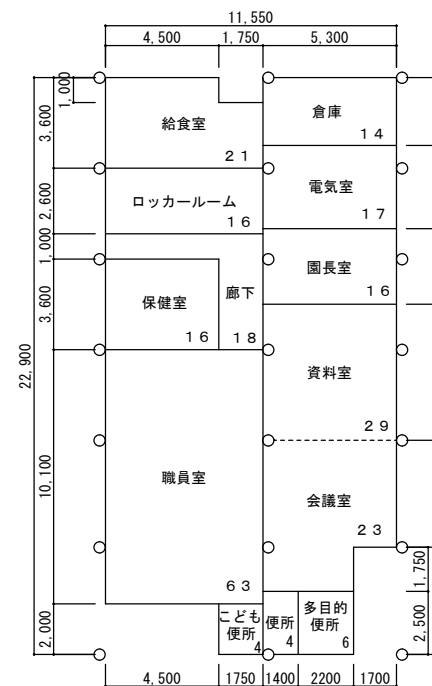 11,550
4,500 1,750 5,300
1,000
3,600
給食室
21
倉庫
14
2,600
ロッカールーム
16
電気室
17
1,000
廊下
18
園長室
16
3,600
保健室
16
22,900
資料室
29
10,100
職員室
63
会議室
23
1,750
2,500
2,000
こども
便所
4
便所
4
多目的
便所
6
4,500 1750 1400 2200 1700